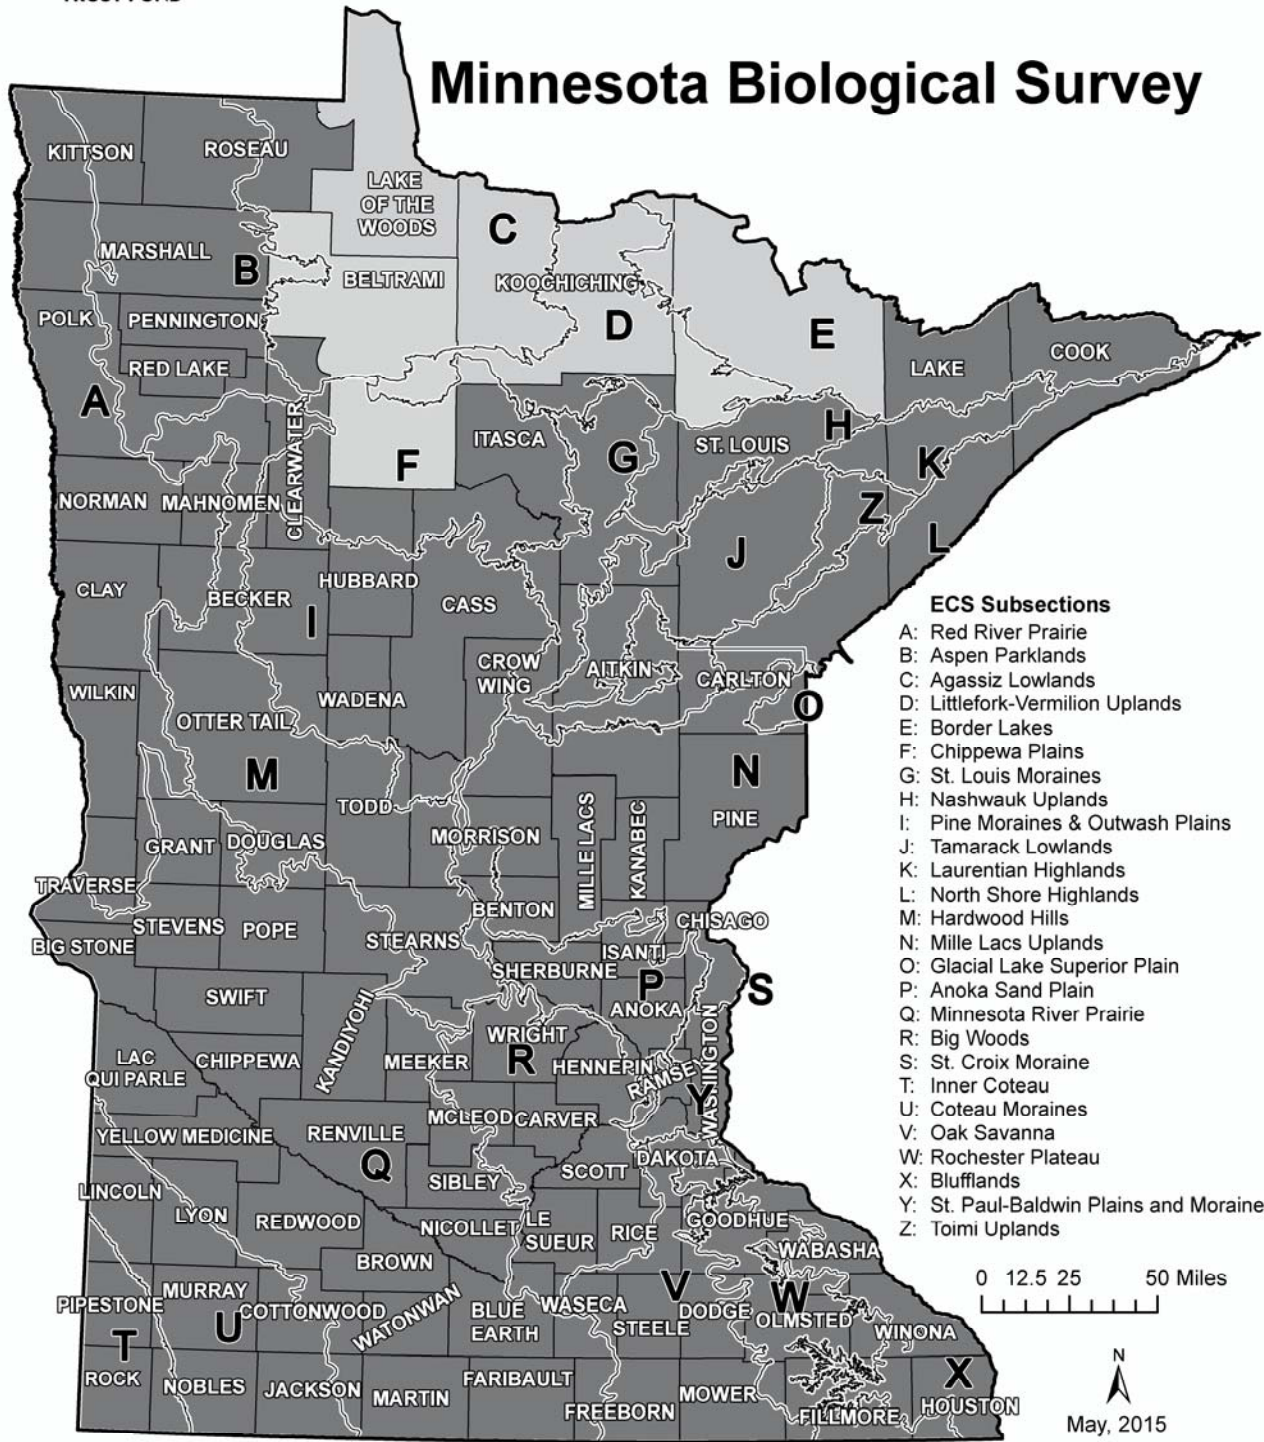 Minnesota Biological Survey
KITTSON
ROSEAU
LAKE
OF THE
WOODS
C
MARSHALL
B
BELTRAMI
KOOCHICHING
POLK
PENNINGTON
D
E
RED LAKE
LAKE
COOK
A
CLEARWATER
ITASCA
G
ST. LOUIS
H
F
K
NORMAN
MAHNOMEN
Z
L
J
CLAY
BECKER
HUBBARD
CASS
I
CROW
WING
AITKIN
CARLTON
WILKIN
WADENA
O
OTTER TAIL
M
N
TODD
MORRISON
MILLE LACS
KANABEC
PINE
GRANT
DOUGLAS
TRAVERSE
BENTON
CHISAGO
STEVENS
POPE
STEARNS
BIG STONE
ISANTI
SHERBURNE
P
S
SWIFT
ANOKA
KANDIYOHI
WRIGHT
WASHINGTON
LAC
QUI PARLE
CHIPPEWA
MEEKER
R
HENNEPIN
RAMSEY
Y
MCLEOD
CARVER
YELLOW MEDICINE
RENVILLE
DAKOTA
Q
SCOTT
SIBLEY
LINCOLN
LYON
REDWOOD
NICOLLET
LE
SUEUR
RICE
GOODHUE
WABASHA
BROWN
MURRAY
V
W
PIPESTONE
COTTONWOOD
WATONWAN
BLUE
EARTH
WASECA
STEELE
DODGE
OLMSTED
T
U
WINONA
ROCK
NOBLES
JACKSON
MARTIN
FARIBAULT
FREEBORN
MOWER
FILLMORE
X
HOUSTON
ECS Subsections
A: Red River Prairie
B: Aspen Parklands
C: Agassiz Lowlands
D: Littlefork-Vermilion Uplands
E: Border Lakes
F: Chippewa Plains
G: St. Louis Moraines
H: Nashwauk Uplands
I: Pine Moraines & Outwash Plains
J: Tamarack Lowlands
K: Laurentian Highlands
L: North Shore Highlands
M: Hardwood Hills
N: Mille Lacs Uplands
O: Glacial Lake Superior Plain
P: Anoka Sand Plain
Q: Minnesota River Prairie
R: Big Woods
S: St. Croix Moraine
T: Inner Coteau
U: Coteau Moraines
V: Oak Savanna
W: Rochester Plateau
X: Blufflands
Y: St. Paul-Baldwin Plains and Moraine
Z: Toimi Uplands
0 12.5 25 50 Miles
N
May, 2015